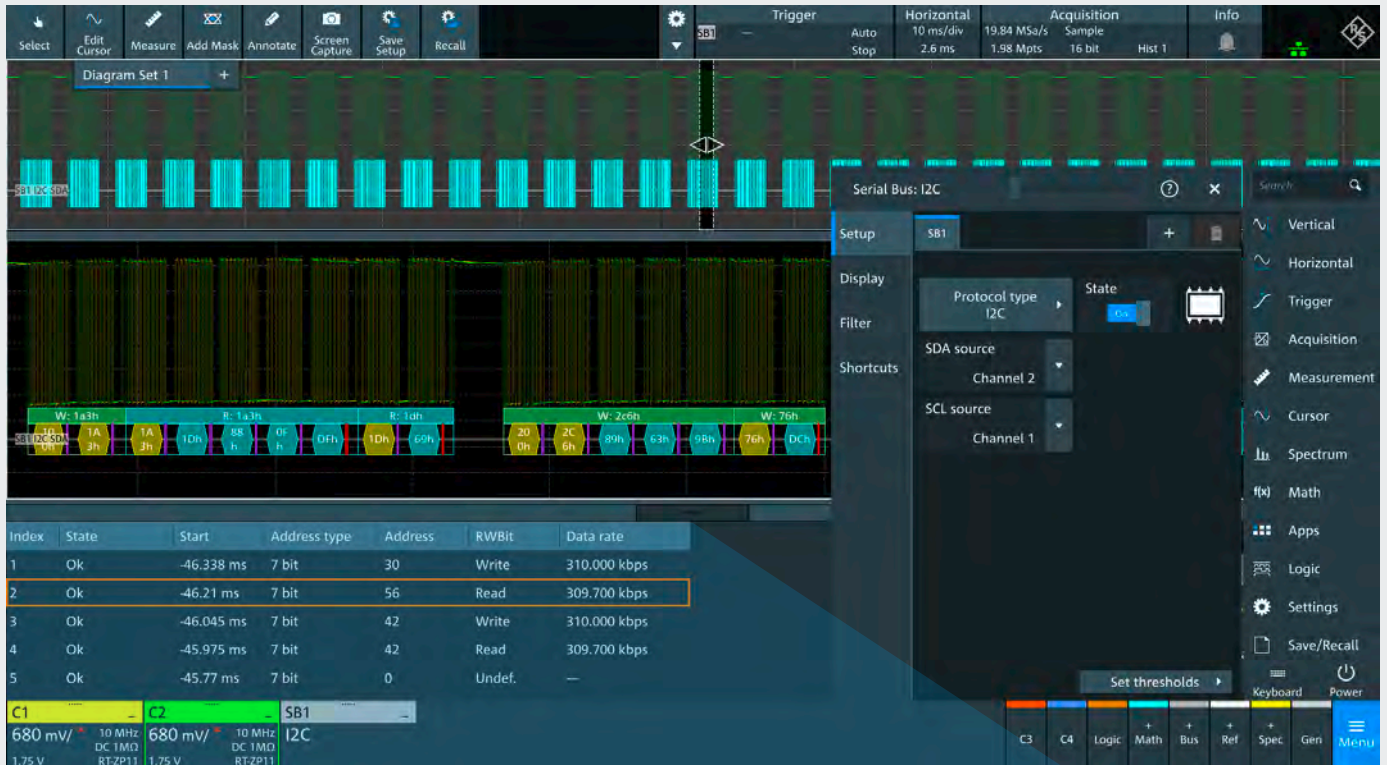 Select
Edit Cursor
Measure
Add Mask
Annotate
Screen Capture
Save Setup
Recall
SB1
Trigger
Auto
Stop
Horizontal
10 ms/div
2.6 ms
Acquisition
19.84 MSa/s Sample
1.98 Mpts 16 bit Hist 1
Info
R&S
Diagram Set 1 +
SB1 I2C SDA
W: 1a3h R: 1a3h R: 1dh W: 2c6h W: 76h
SB1 I2C SDA
10 0h 1A 3h 1A 3h 1Dh 88 h 0F h 0Fh 1Dh 69h 20 0h 2C 6h 89h 63h 9Bh 76h DCh
Index State Start Address type Address RWBit Data rate
1 Ok -46.338 ms 7 bit 30 Write 310.000 kbps
2 Ok -46.21 ms 7 bit 56 Read 309.700 kbps
3 Ok -46.045 ms 7 bit 42 Write 310.000 kbps
4 Ok -45.975 ms 7 bit 42 Read 309.700 kbps
5 Ok -45.77 ms 7 bit 0 Undef. —
Serial Bus: I2C
Setup
Display
Filter
Shortcuts
SB1
+
Protocol type
I2C
State
On
SDA source
Channel 2
SCL source
Channel 1
Set thresholds
Search
Vertical
Horizontal
Trigger
Acquisition
Measurement
Cursor
Spectrum
f(x) Math
Apps
Logic
Settings
Save/Recall
Keyboard Power
C1
680 mV/ 10 MHz
DC 1MΩ
1.75 V RT-ZP11
C2
680 mV/ 10 MHz
DC 1MΩ
1.75 V RT-ZP11
SB1
I2C
C3
C4
Logic
+ Math
+ Bus
+ Ref
+ Spec
Gen
Menu